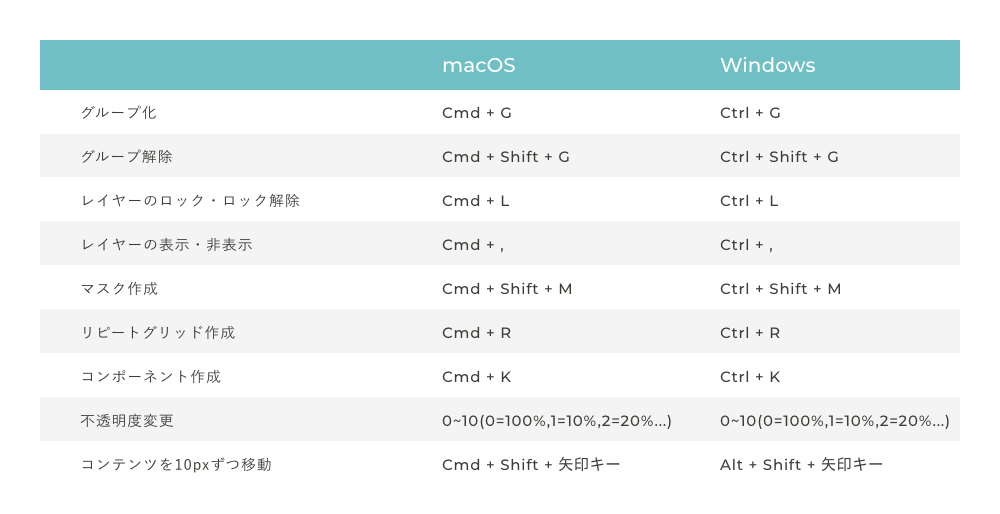 macOS Windows
グループ化 Cmd + G Ctrl + G
グループ解除 Cmd + Shift + G Ctrl + Shift + G
レイヤーのロック・ロック解除 Cmd + L Ctrl + L
レイヤーの表示・非表示 Cmd + , Ctrl + ,
マスク作成 Cmd + Shift + M Ctrl + Shift + M
リピートグリッド作成 Cmd + R Ctrl + R
コンポーネント作成 Cmd + K Ctrl + K
不透明度変更 0~10(0=100%,1=10%,2=20%...) 0~10(0=100%,1=10%,2=20%...)
コンテンツを10pxずつ移動 Cmd + Shift + 矢印キー Alt + Shift + 矢印キー